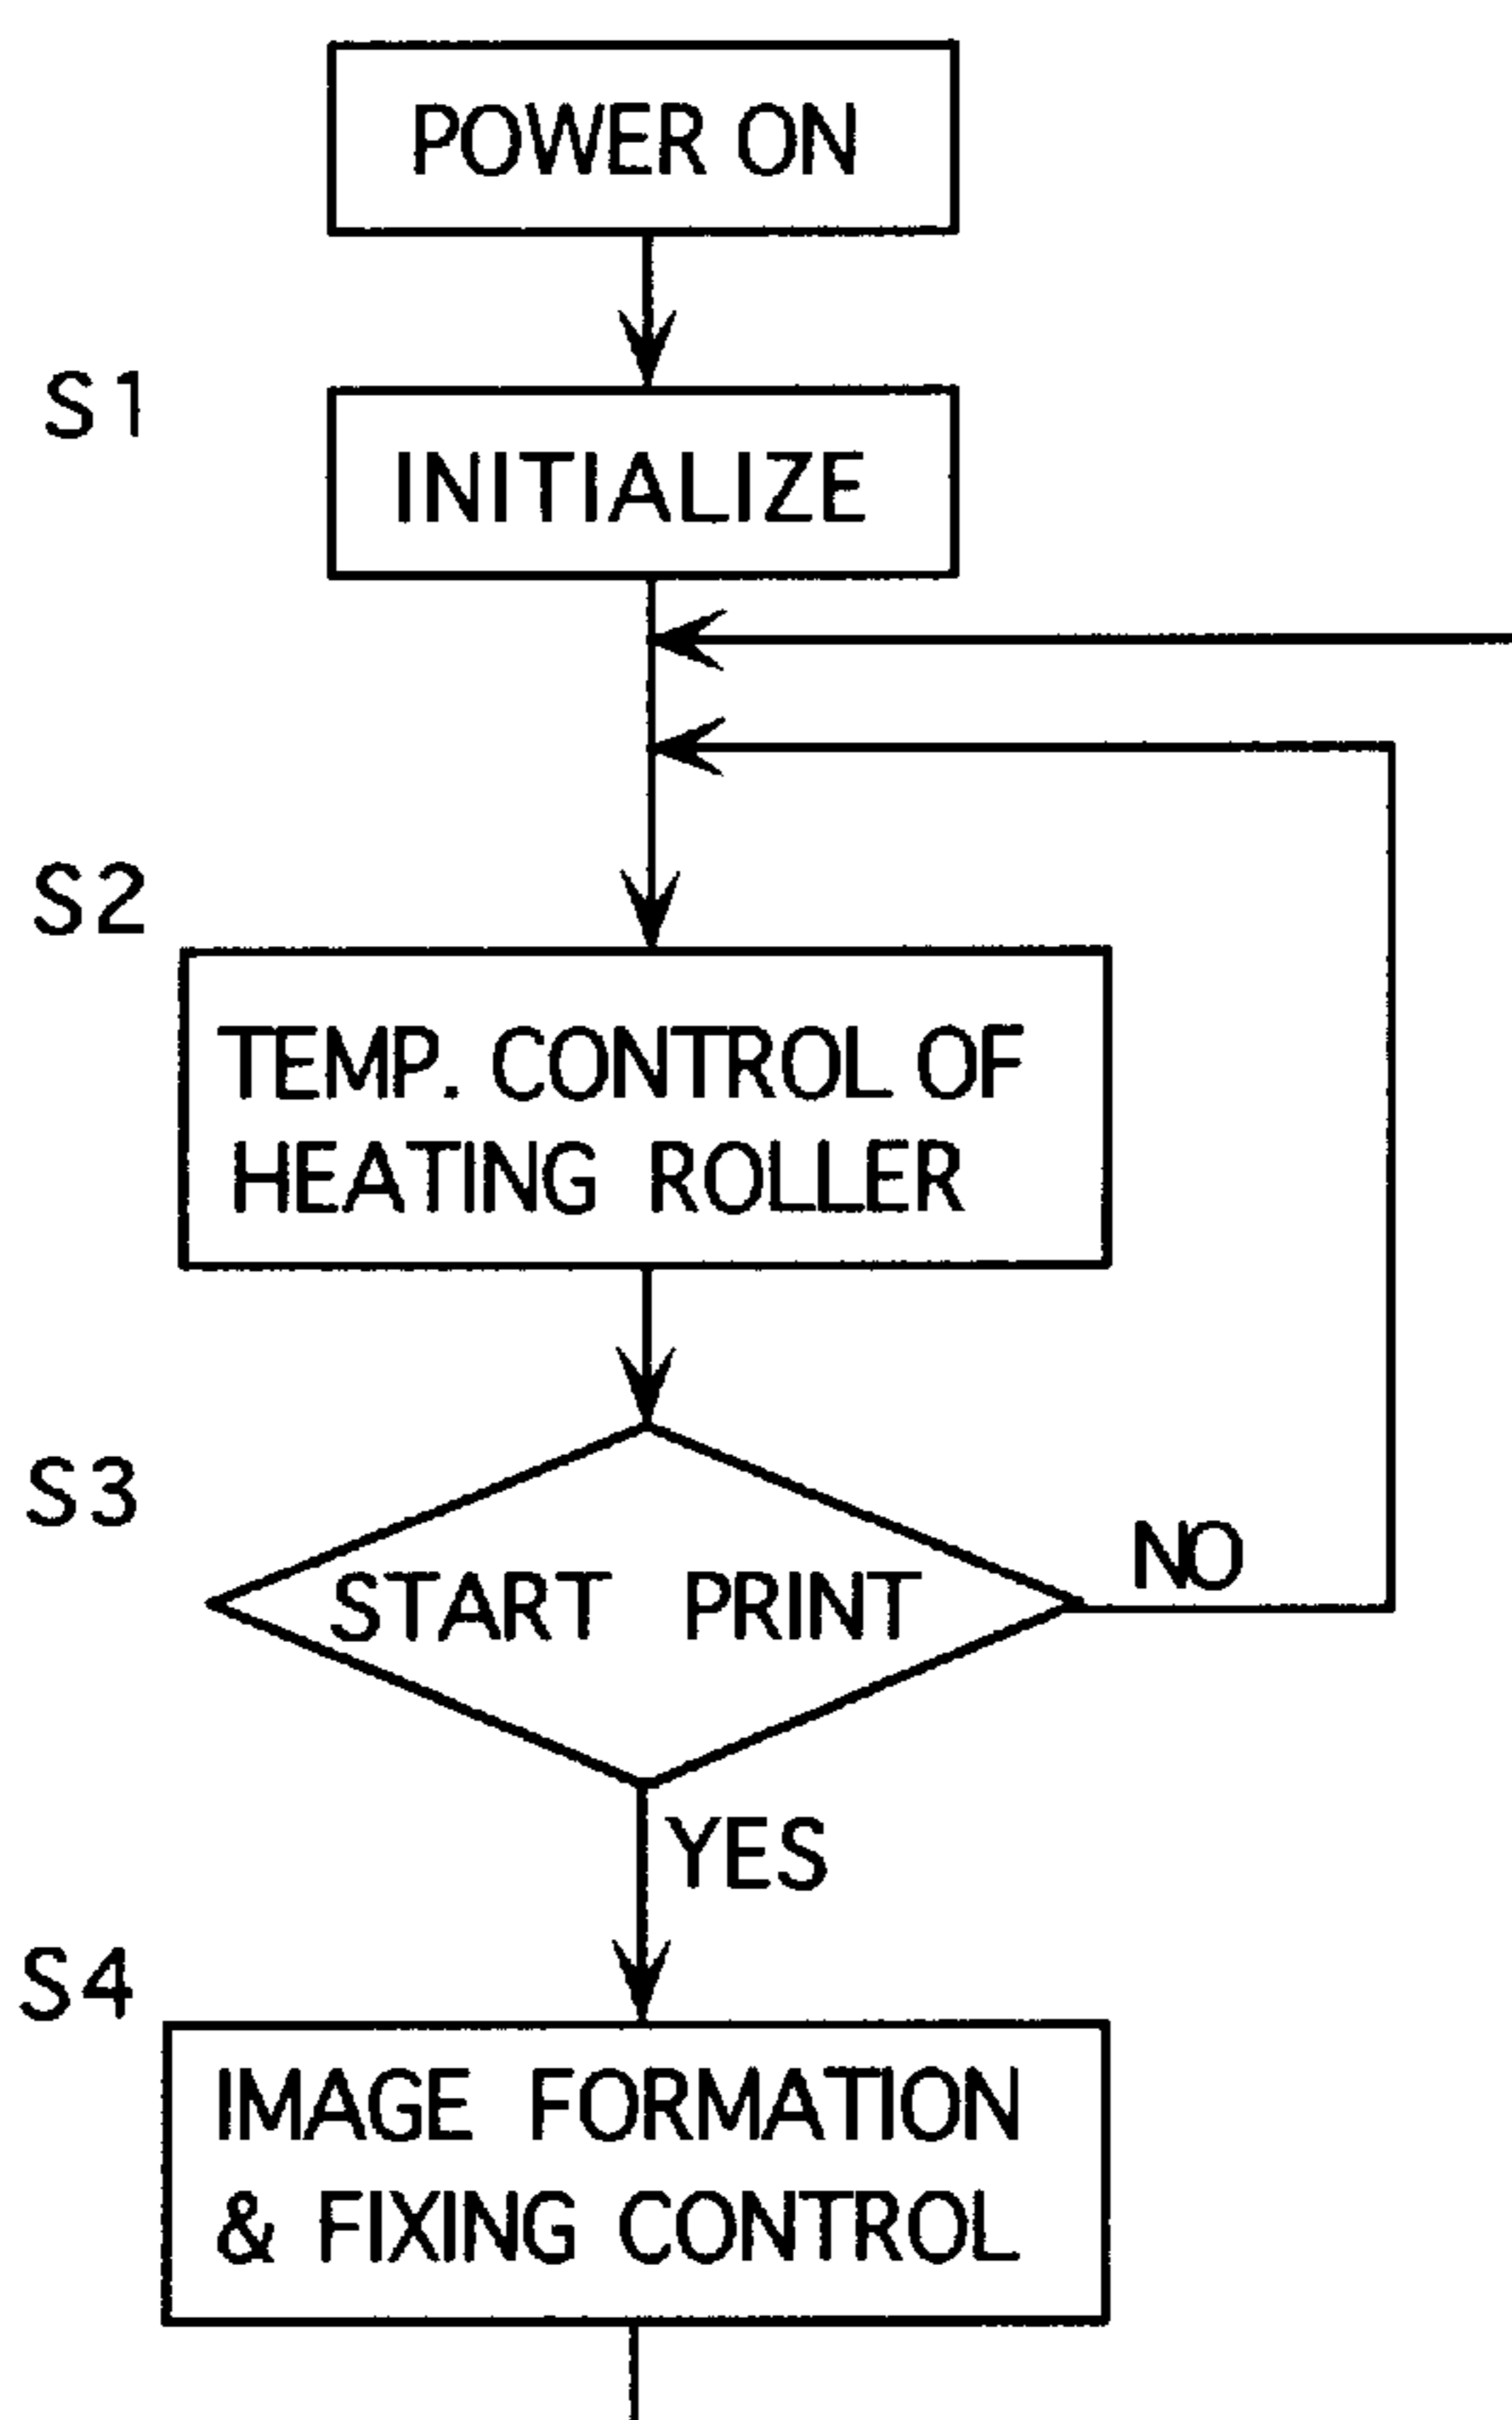 POWER ON
S1
INITIALIZE
S2
TEMP. CONTROL OF
HEATING ROLLER
S3
START PRINT
NO
YES
S4
IMAGE FORMATION
& FIXING CONTROL